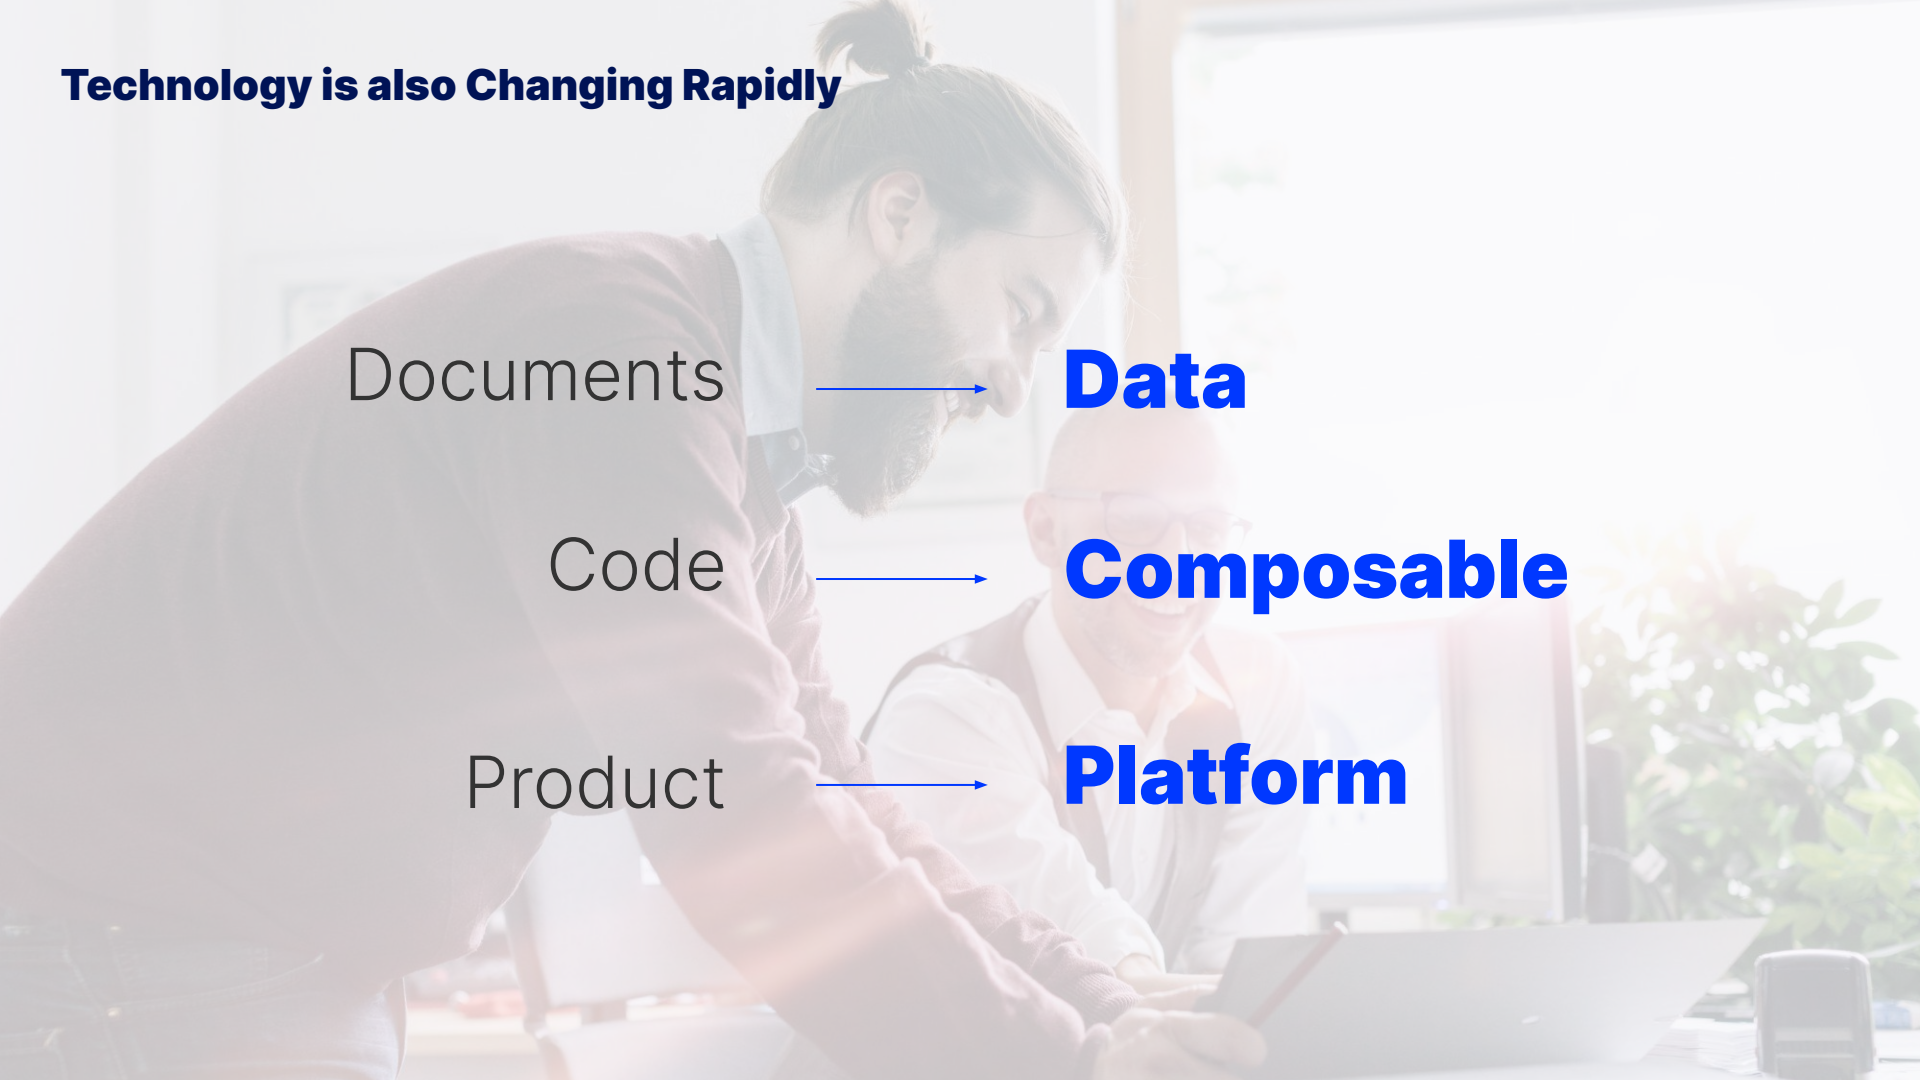 Technology is also Changing Rapidly
Documents Data
Code Composable
Product Platform